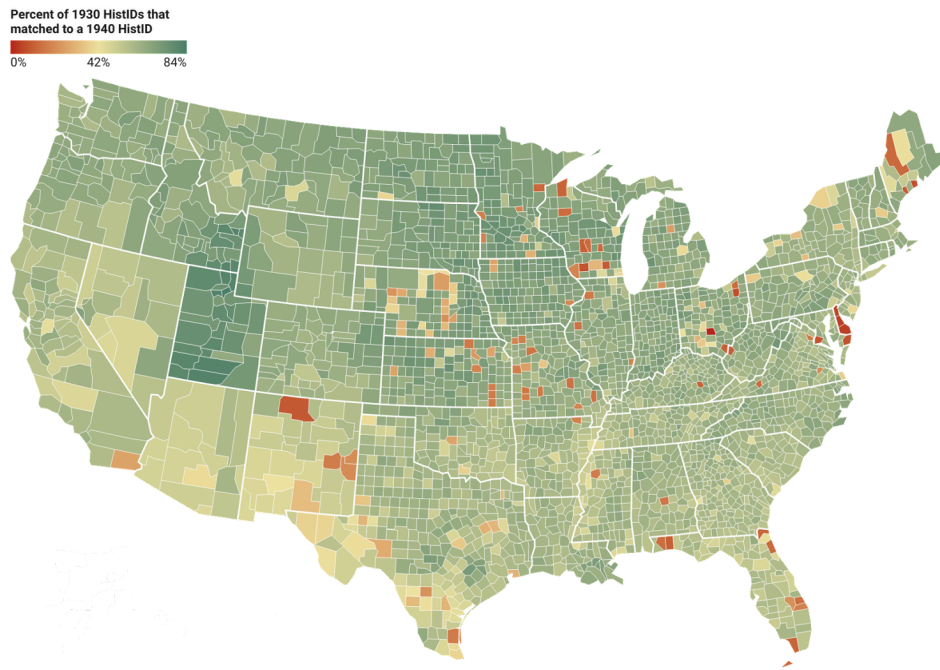 Percent of 1930 HistIDs that
matched to a 1940 HistID
0% 42% 84%